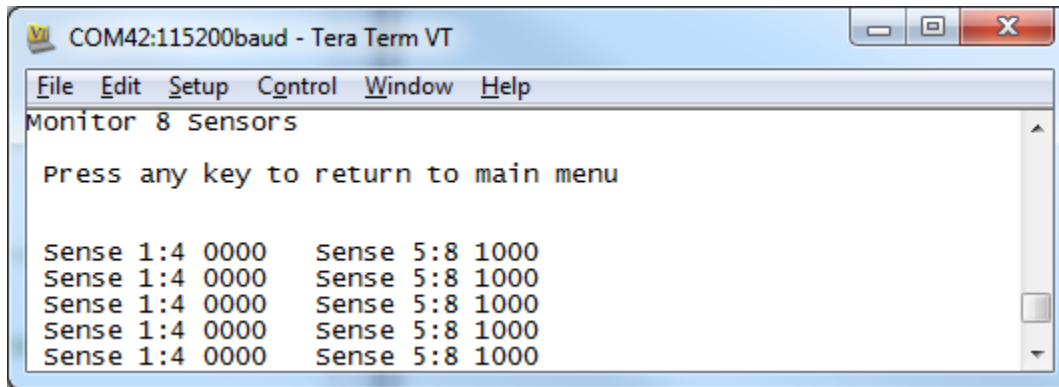 COM42:115200baud - Tera Term VT
File Edit Setup Control Window Help
Monitor 8 Sensors
Press any key to return to main menu
Sense 1:4 0000 Sense 5:8 1000
Sense 1:4 0000 Sense 5:8 1000
Sense 1:4 0000 Sense 5:8 1000
Sense 1:4 0000 Sense 5:8 1000
Sense 1:4 0000 Sense 5:8 1000